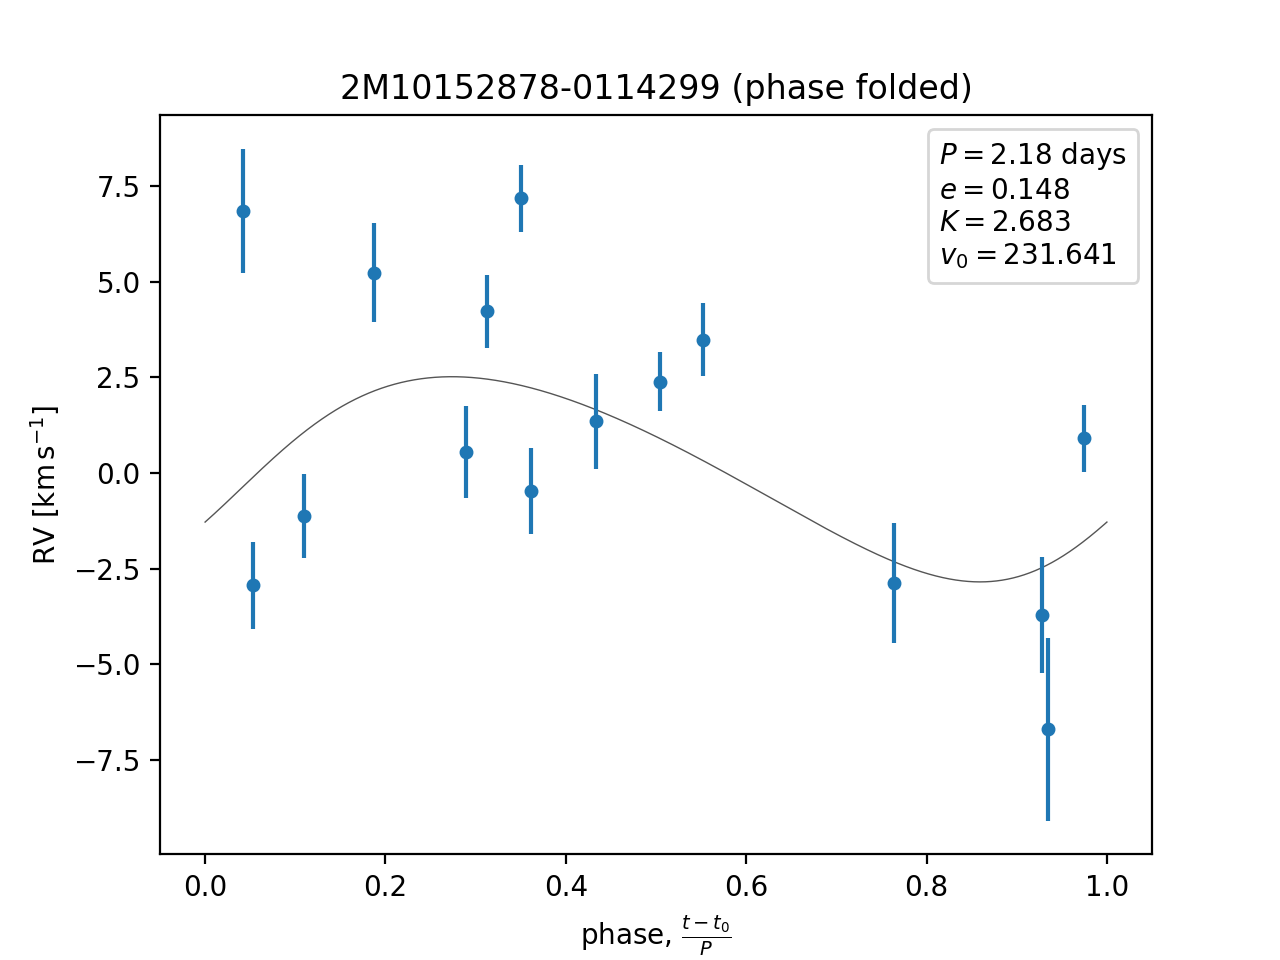 2M10152878-0114299 (phase folded)
P = 2.18 days
e = 0.148
K = 2.683
v₀ = 231.641
7.5
5.0
2.5
0.0
−2.5
−5.0
−7.5
RV [km s⁻¹]
0.0 0.2 0.4 0.6 0.8 1.0
phase, (t − t₀)/P